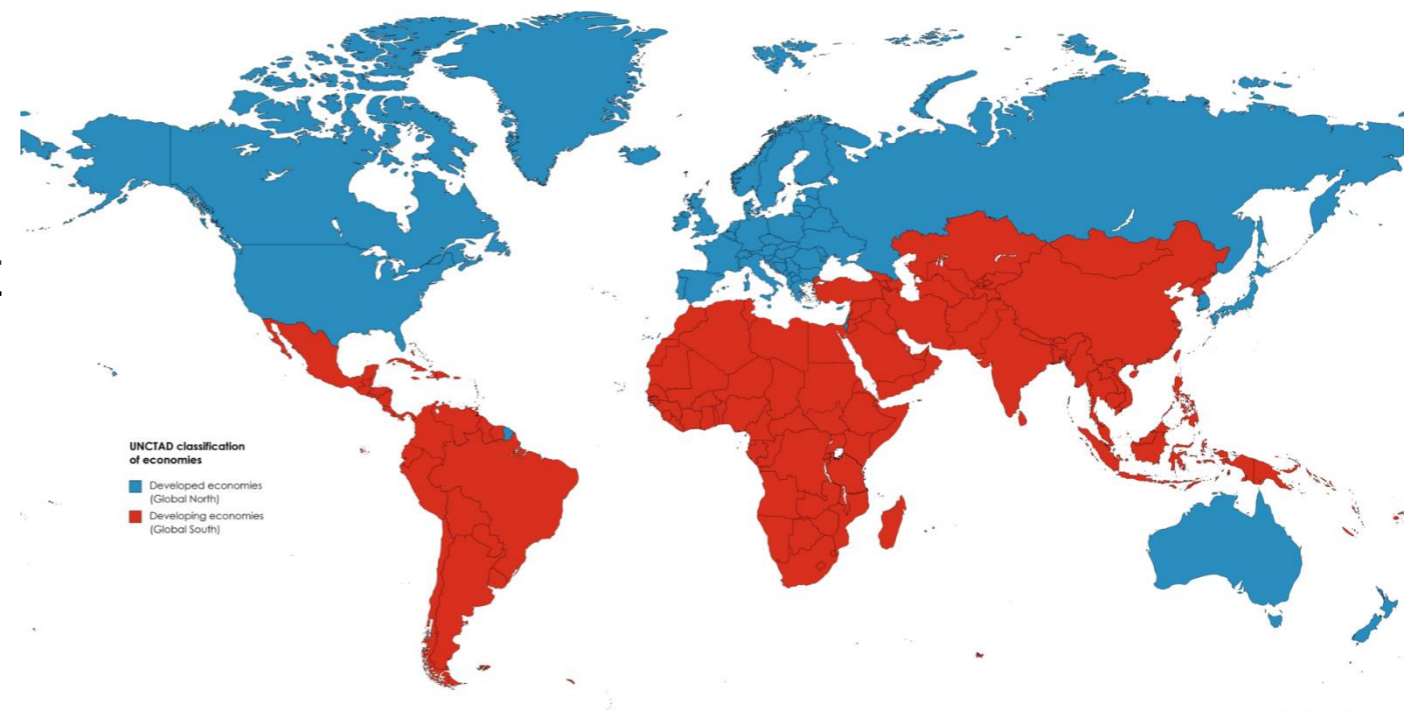 UNCTAD classification
of economies
Developed economies
(Global North)
Developing economies
(Global South)